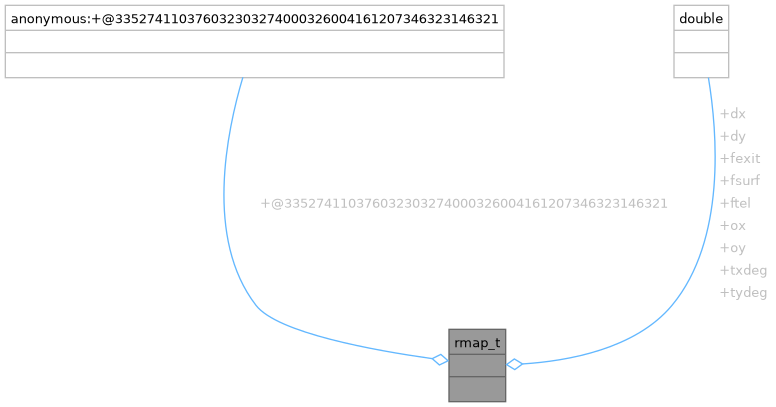 anonymous:+@335274110376032303274000326004161207346323146321
double
+dx
+dy
+fexit
+fsurf
+ftel
+ox
+oy
+txdeg
+tydeg
+@335274110376032303274000326004161207346323146321
rmap_t